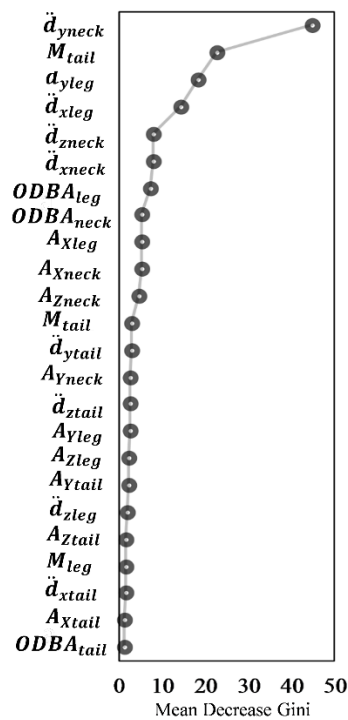 d̈yneck
Mtail
ayleg
d̈xleg
d̈zneck
d̈xneck
ODBAleg
ODBAneck
AXleg
AXneck
AZneck
Mtail
d̈ytail
AYneck
d̈ztail
AYleg
AZleg
AYtail
d̈zleg
AZtail
Mleg
d̈xtail
AXtail
ODBAtail
0 10 20 30 40 50
Mean Decrease Gini